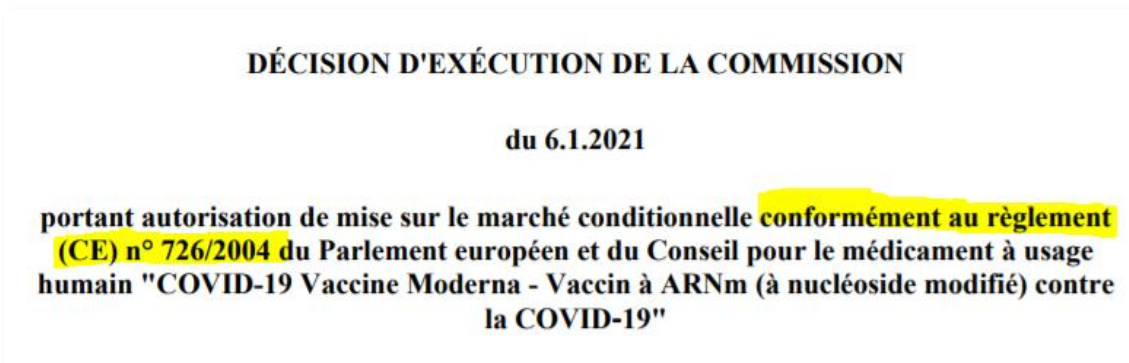 DÉCISION D'EXÉCUTION DE LA COMMISSION
du 6.1.2021
portant autorisation de mise sur le marché conditionnelle conformément au règlement
(CE) n° 726/2004 du Parlement européen et du Conseil pour le médicament à usage
humain "COVID-19 Vaccine Moderna - Vaccin à ARNm (à nucléoside modifié) contre
la COVID-19"